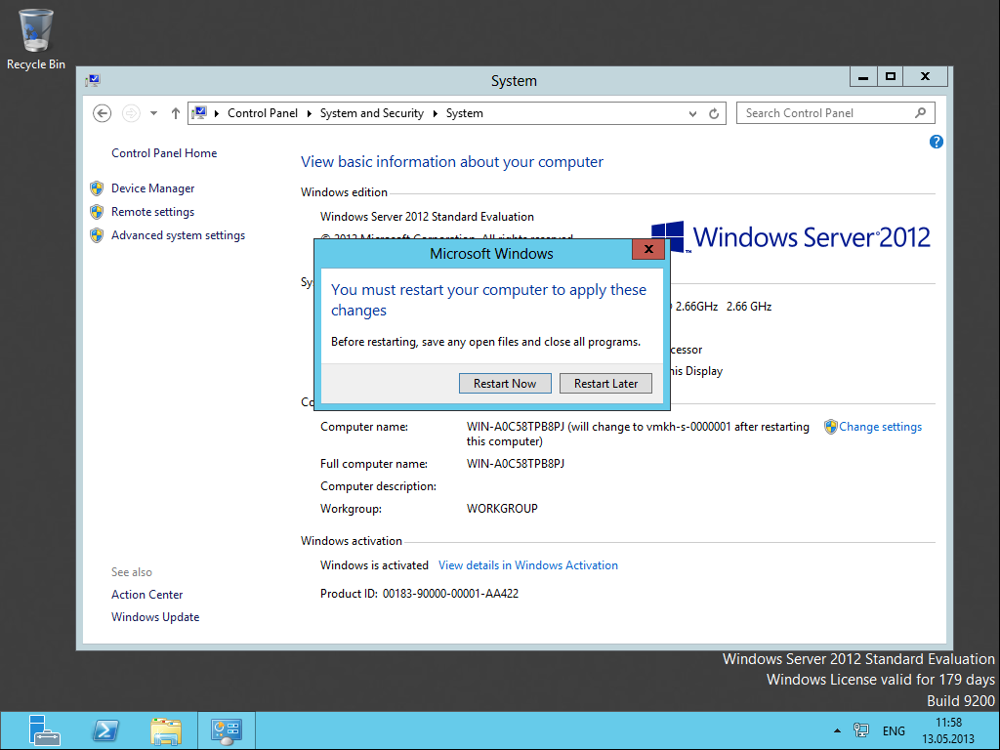 Recycle Bin
System
Control Panel
System and Security
System
Search Control Panel
Control Panel Home
Device Manager
Remote settings
Advanced system settings
View basic information about your computer
Windows edition
Windows Server 2012 Standard Evaluation
© 2012 Microsoft Corporation. All rights reserved.
Windows Server 2012
Microsoft Windows
You must restart your computer to apply these
changes
Before restarting, save any open files and close all programs.
Restart Now
Restart Later
Sy
2.66GHz 2.66 GHz
cessor
his Display
Co
Computer name:
WIN-A0C58TPB8PJ (will change to vmkh-s-0000001 after restarting
this computer)
Change settings
Full computer name:
WIN-A0C58TPB8PJ
Computer description:
Workgroup:
WORKGROUP
Windows activation
Windows is activated View details in Windows Activation
Product ID: 00183-90000-00001-AA422
See also
Action Center
Windows Update
Windows Server 2012 Standard Evaluation
Windows License valid for 179 days
Build 9200
ENG
11:58
13.05.2013